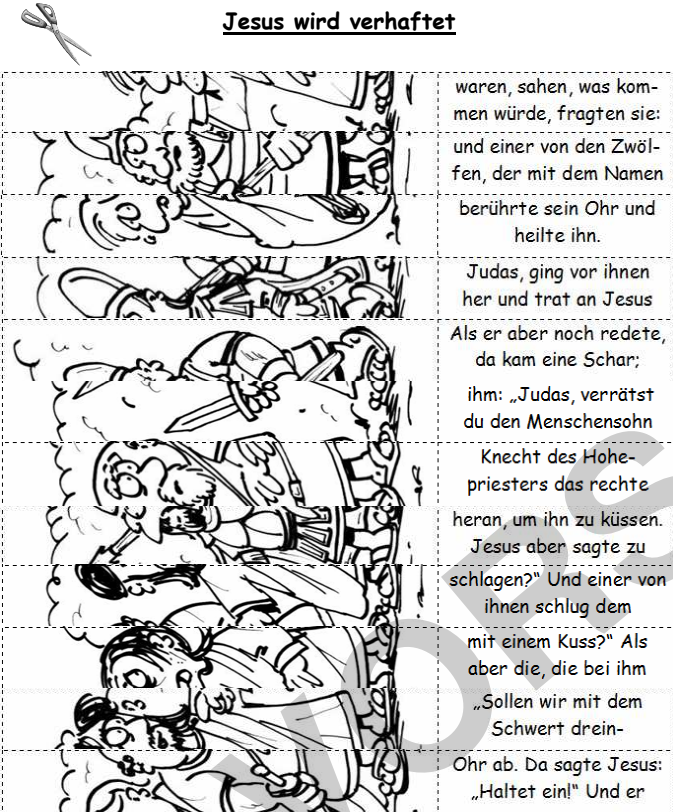 Jesus wird verhaftet
waren, sahen, was kom-
men würde, fragten sie:
und einer von den Zwöl-
fen, der mit dem Namen
berührte sein Ohr und
heilte ihn.
Judas, ging vor ihnen
her und trat an Jesus
Als er aber noch redete,
da kam eine Schar;
ihm: „Judas, verrätst
du den Menschensohn
Knecht des Hohe-
priesters das rechte
heran, um ihn zu küssen.
Jesus aber sagte zu
schlagen?“ Und einer von
ihnen schlug dem
mit einem Kuss?“ Als
aber die, die bei ihm
„Sollen wir mit dem
Schwert drein-
Ohr ab. Da sagte Jesus:
„Haltet ein!“ Und er
VORS